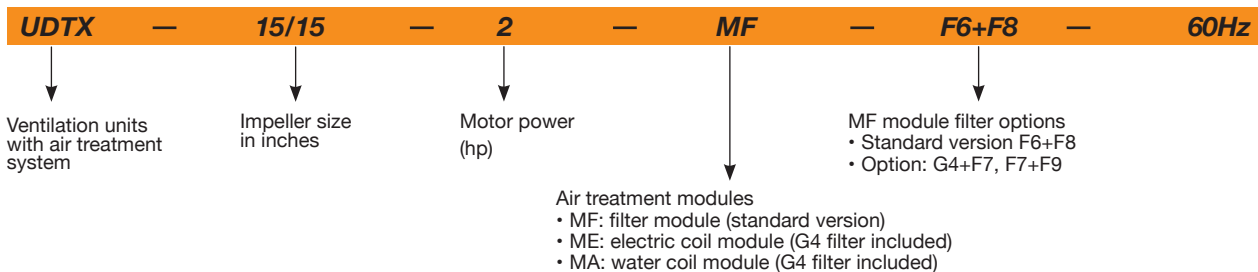 UDTX — 15/15 — 2 — MF — F6+F8 — 60Hz
Ventilation units
with air treatment
system
Impeller size
in inches
Motor power
(hp)
Air treatment modules
• MF: filter module (standard version)
• ME: electric coil module (G4 filter included)
• MA: water coil module (G4 filter included)
MF module filter options
• Standard version F6+F8
• Option: G4+F7, F7+F9